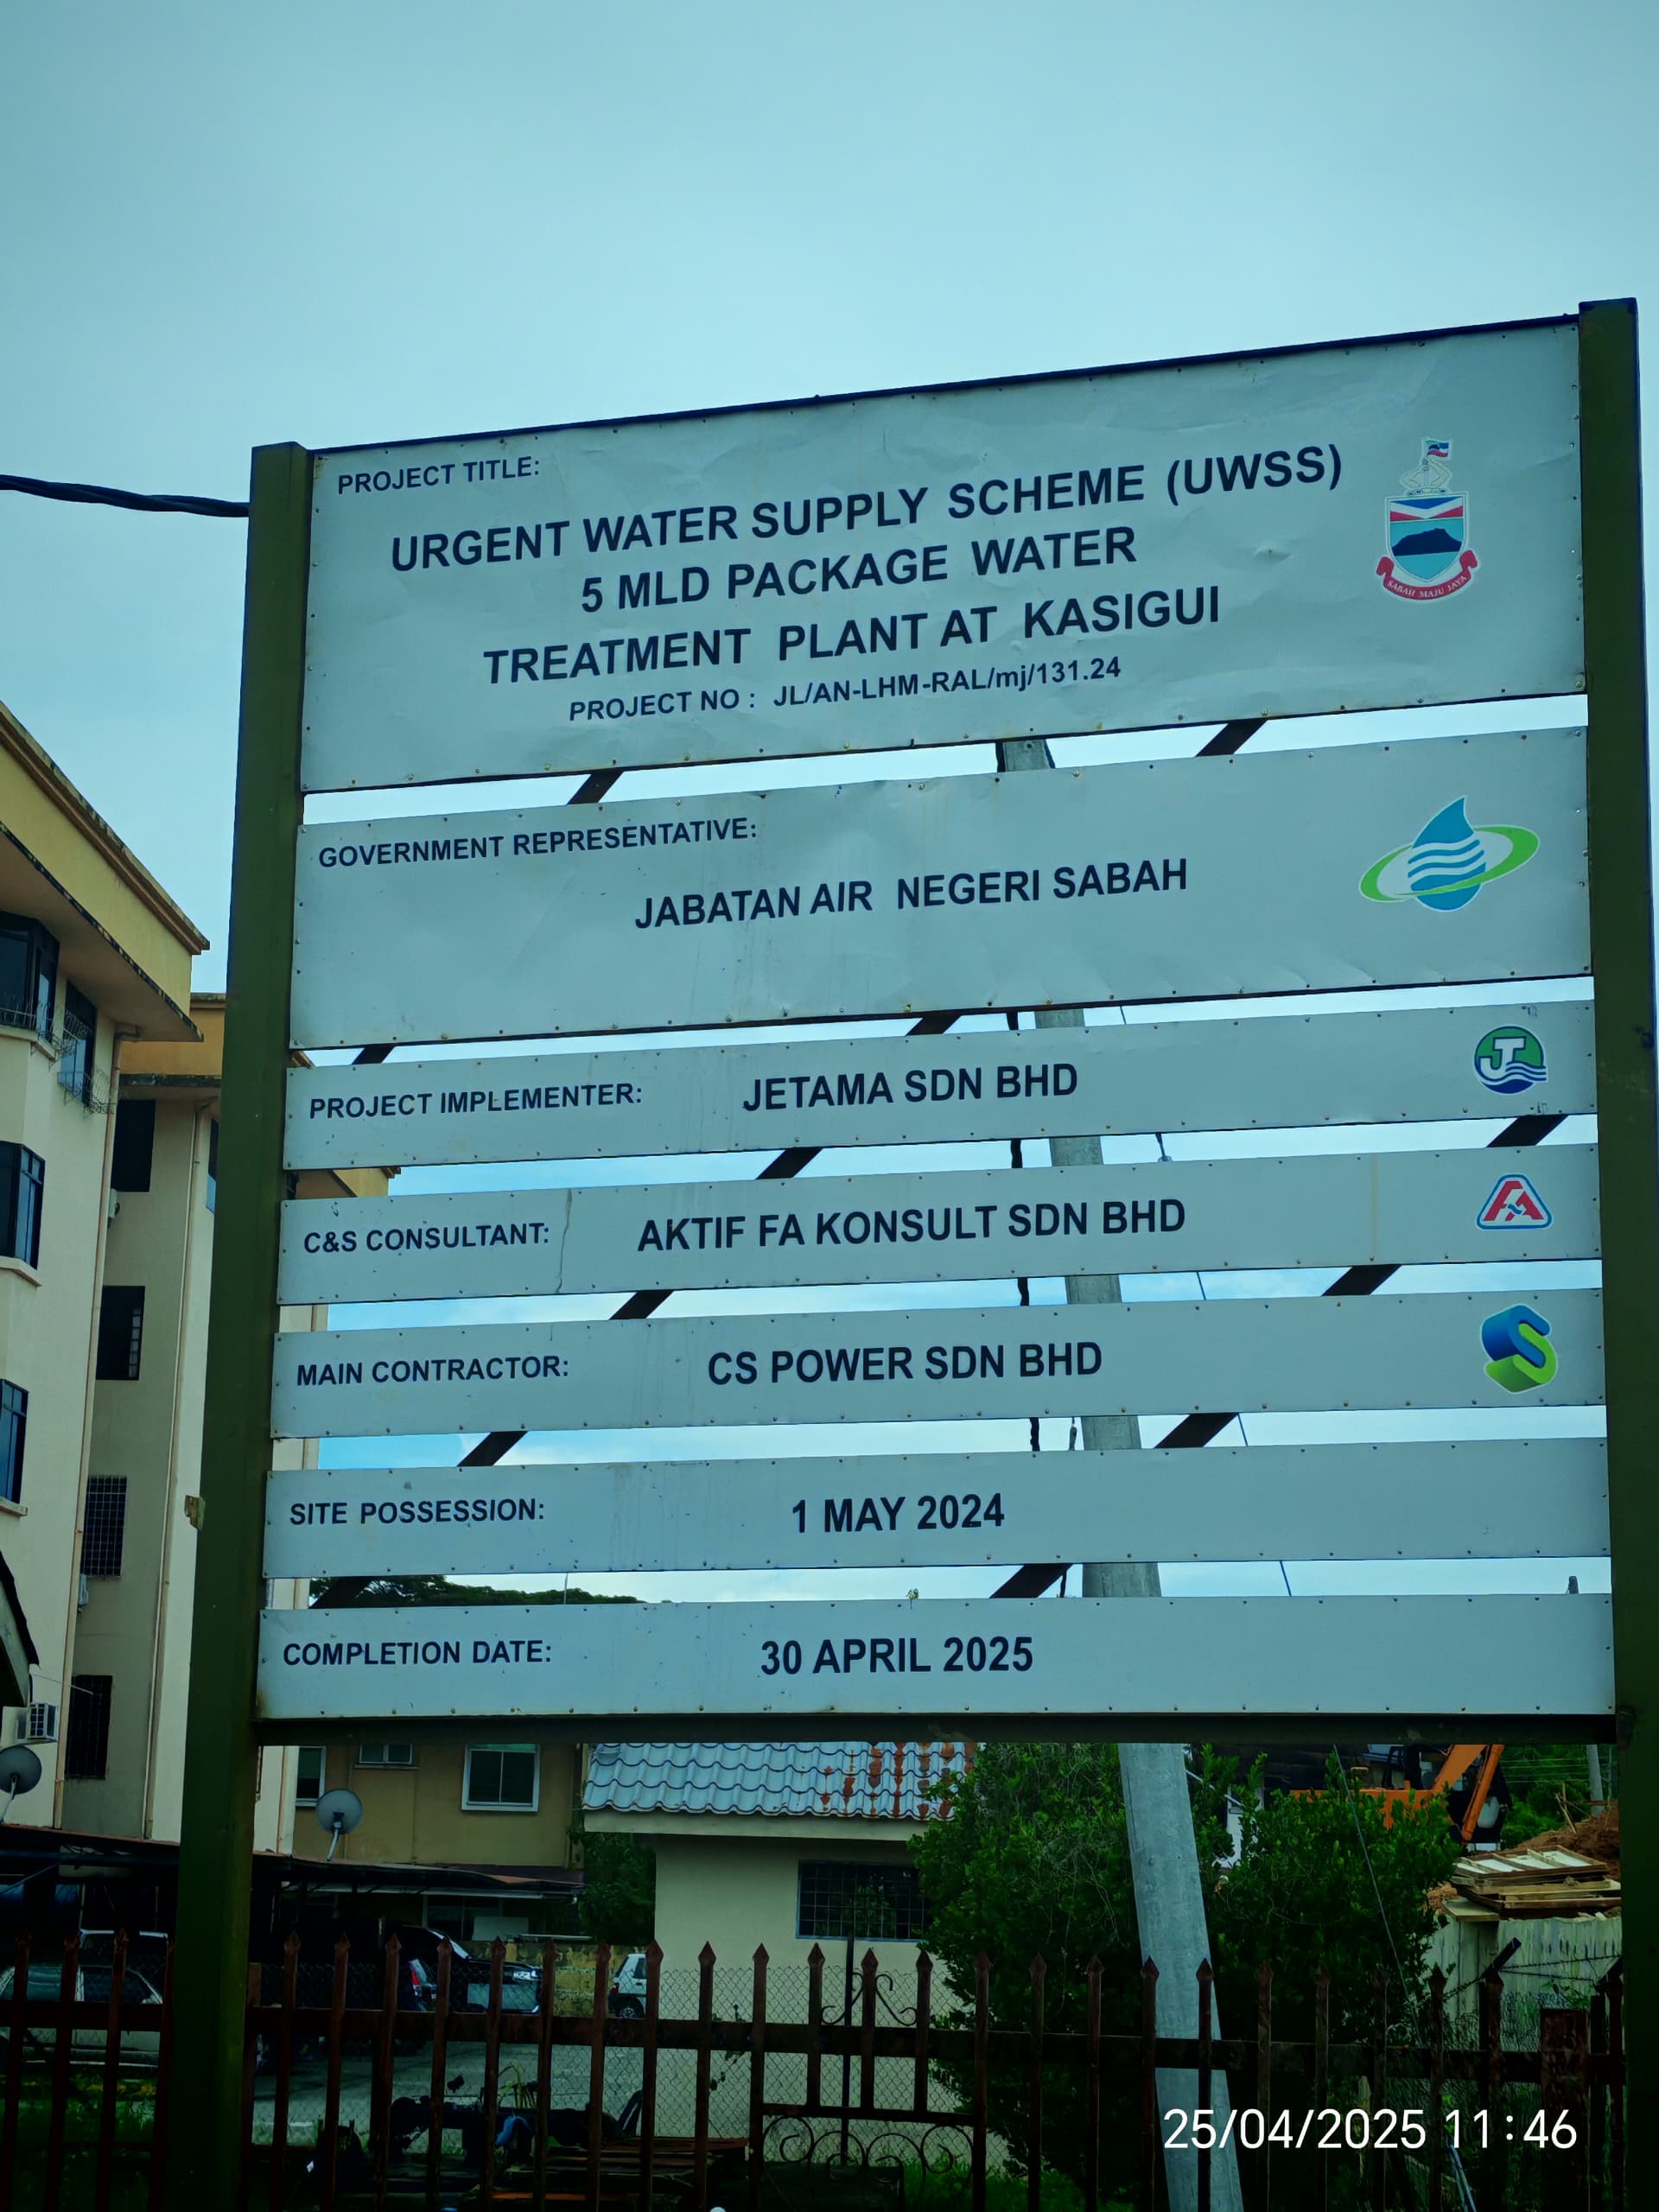 PROJECT TITLE:
URGENT WATER SUPPLY SCHEME (UWSS)
5 MLD PACKAGE WATER
TREATMENT PLANT AT KASIGUI
PROJECT NO : JL/AN-LHM-RAL/mj/131.24
SABAH MAJU JAYA
GOVERNMENT REPRESENTATIVE:
JABATAN AIR NEGERI SABAH
PROJECT IMPLEMENTER: JETAMA SDN BHD
C&S CONSULTANT: AKTIF FA KONSULT SDN BHD
MAIN CONTRACTOR: CS POWER SDN BHD
SITE POSSESSION: 1 MAY 2024
COMPLETION DATE: 30 APRIL 2025
25/04/2025 11:46